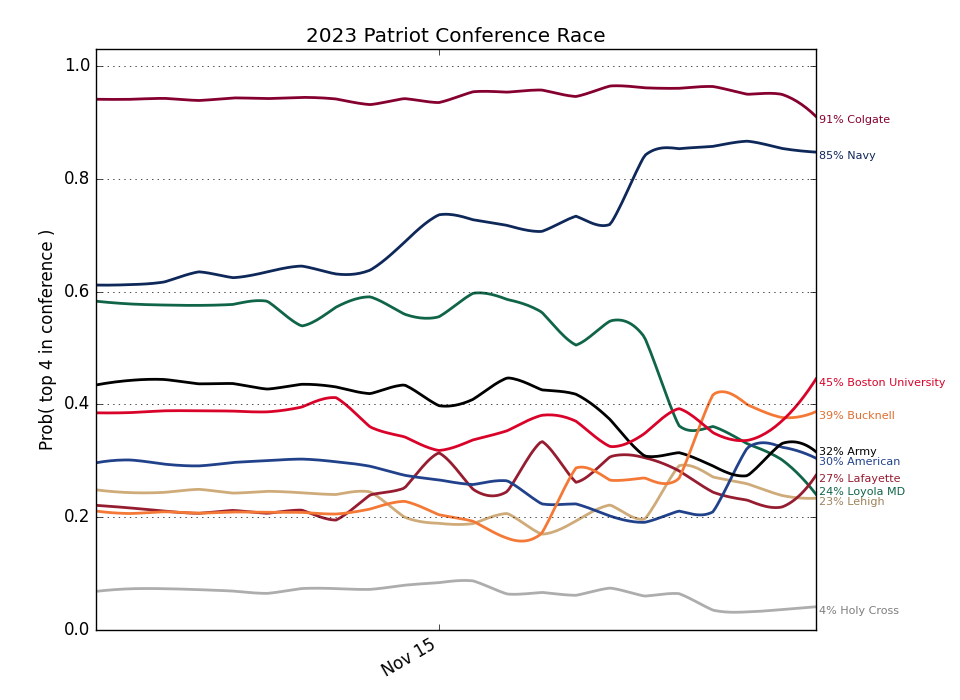 2023 Patriot Conference Race
Prob( top 4 in conference )
1.0
0.8
0.6
0.4
0.2
0.0
Nov 15
91% Colgate
85% Navy
45% Boston University
39% Bucknell
32% Army
30% American
27% Lafayette
24% Loyola MD
23% Lehigh
4% Holy Cross